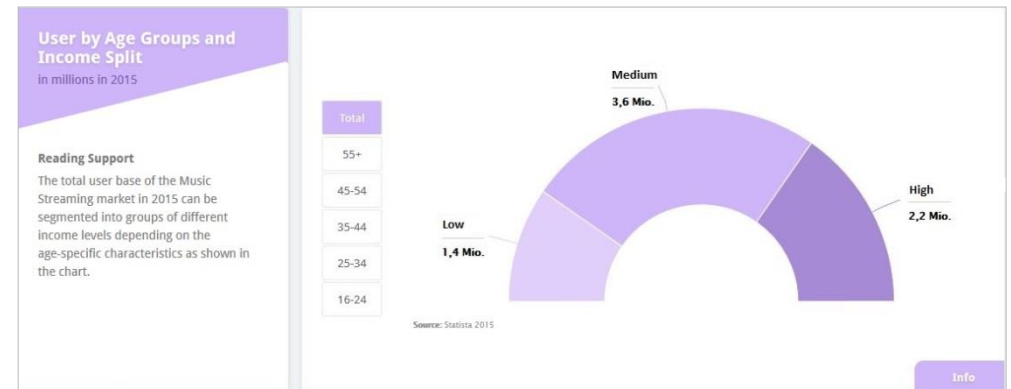 User by Age Groups and
Income Split
in millions in 2015
Reading Support
The total user base of the Music
Streaming market in 2015 can be
segmented into groups of different
income levels depending on the
age-specific characteristics as shown in
the chart.
Total
55+
45-54
35-44
25-34
16-24
Low
1,4 Mio.
Medium
3,6 Mio.
High
2,2 Mio.
Source: Statista 2015
Info